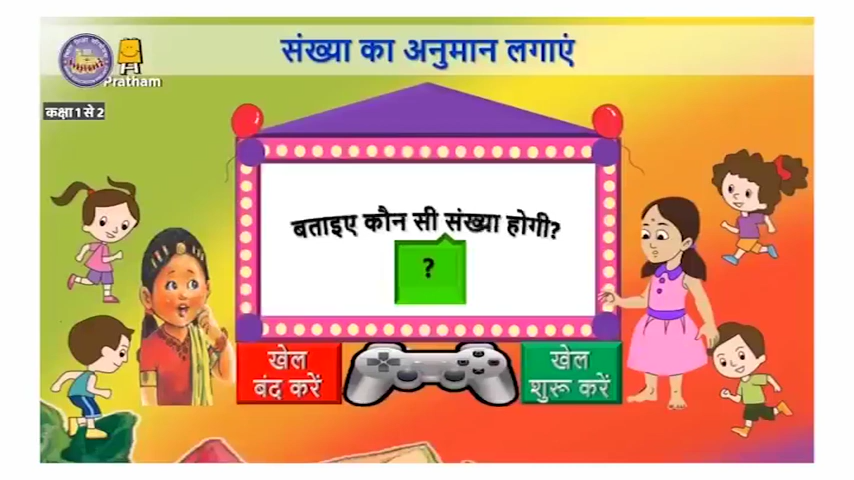 संख्या का अनुमान लगाएं
Pratham
कक्षा 1 से 2
बताइए कौन सी संख्या होगी?
?
खेल
बंद करें
खेल
शुरू करें